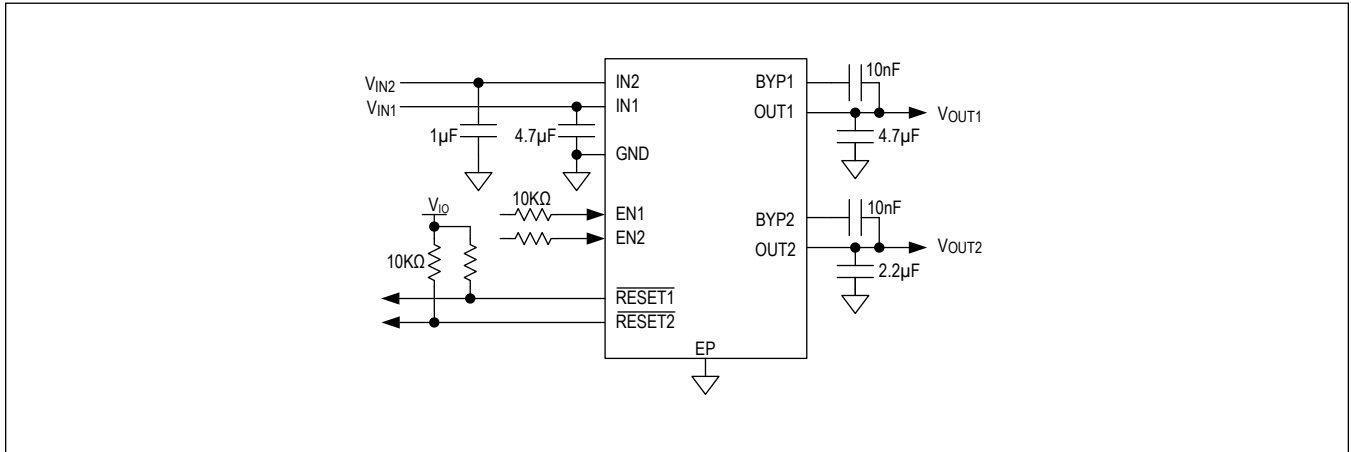 VIN2
VIN1
1µF
4.7µF
VIO
10KΩ
10KΩ
IN2
IN1
GND
EN1
EN2
RESET1
RESET2
EP
BYP1
OUT1
BYP2
OUT2
10nF
VOUT1
4.7µF
10nF
VOUT2
2.2µF